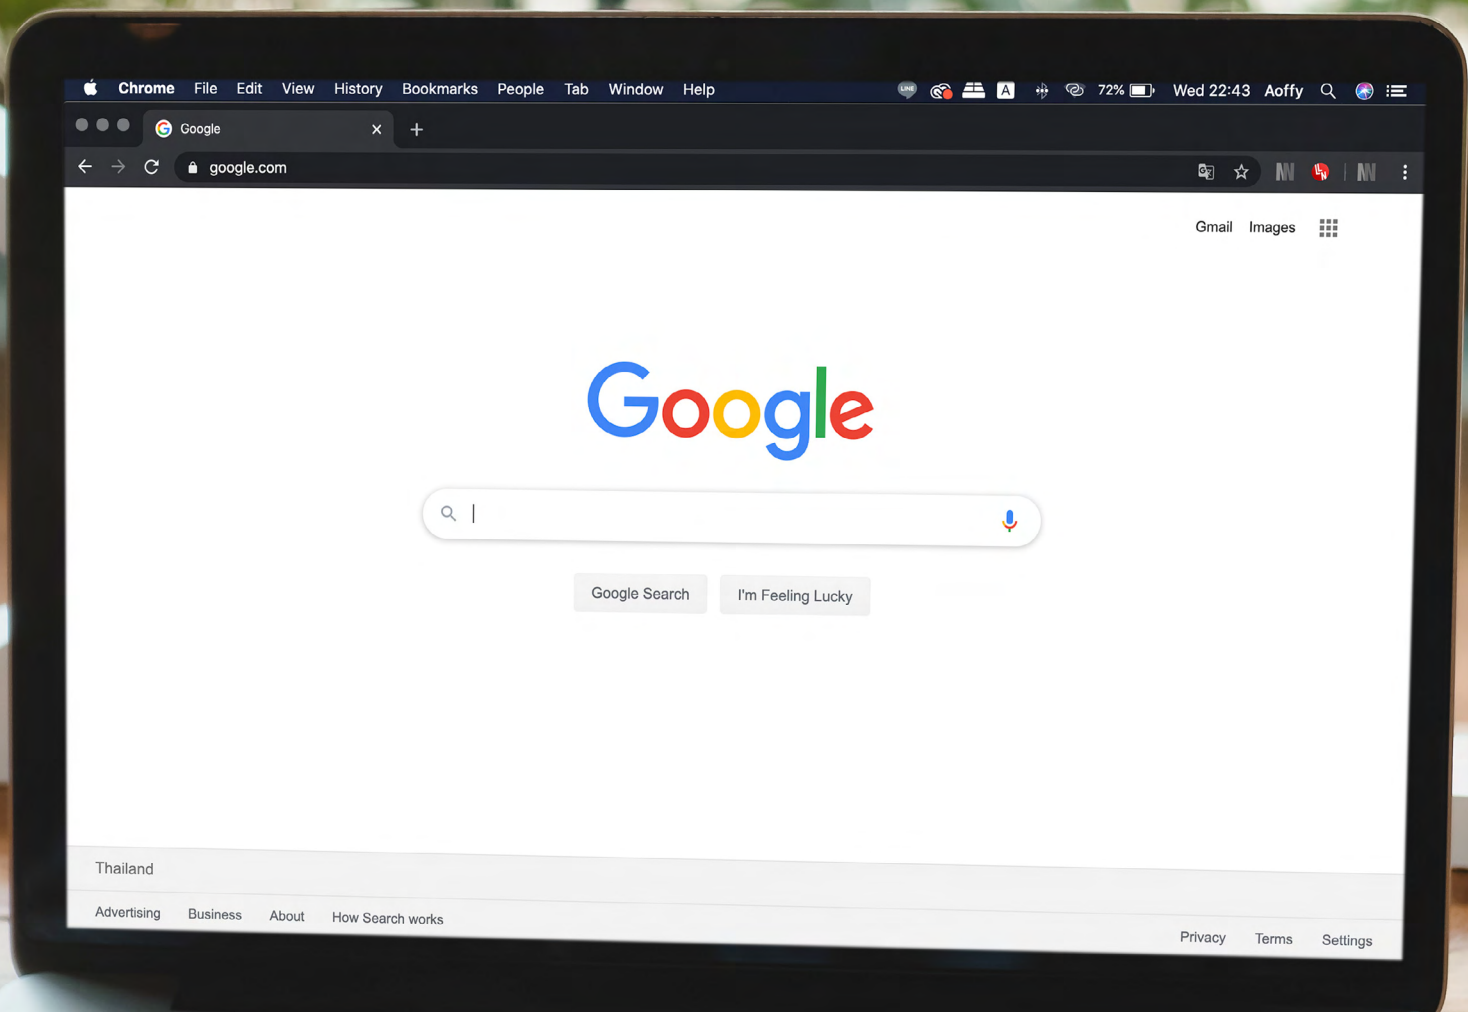 Chrome File Edit View History Bookmarks People Tab Window Help LINE A 72% Wed 22:43 Aoffy
Google
google.com
Gmail Images
Google
Google Search I'm Feeling Lucky
Thailand
Advertising Business About How Search works Privacy Terms Settings